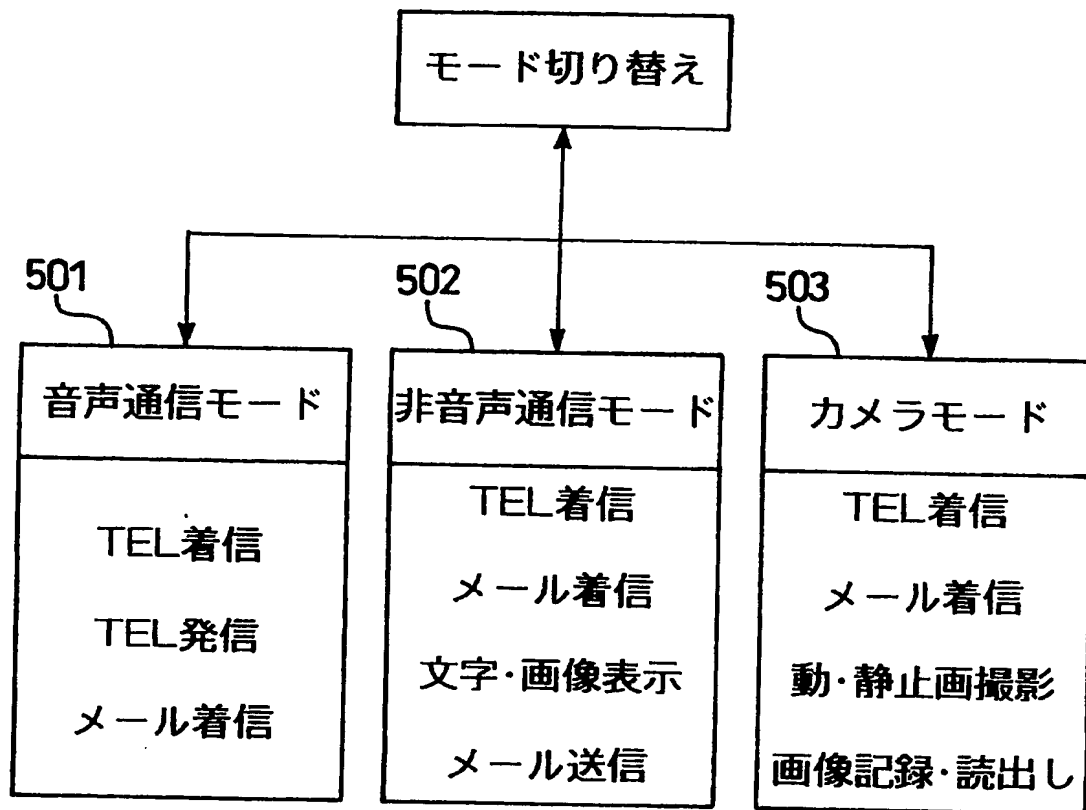 モード切り替え
501
音声通信モード
TEL着信
TEL発信
メール着信
502
非音声通信モード
TEL着信
メール着信
文字・画像表示
メール送信
503
カメラモード
TEL着信
メール着信
動・静止画撮影
画像記録・読出し